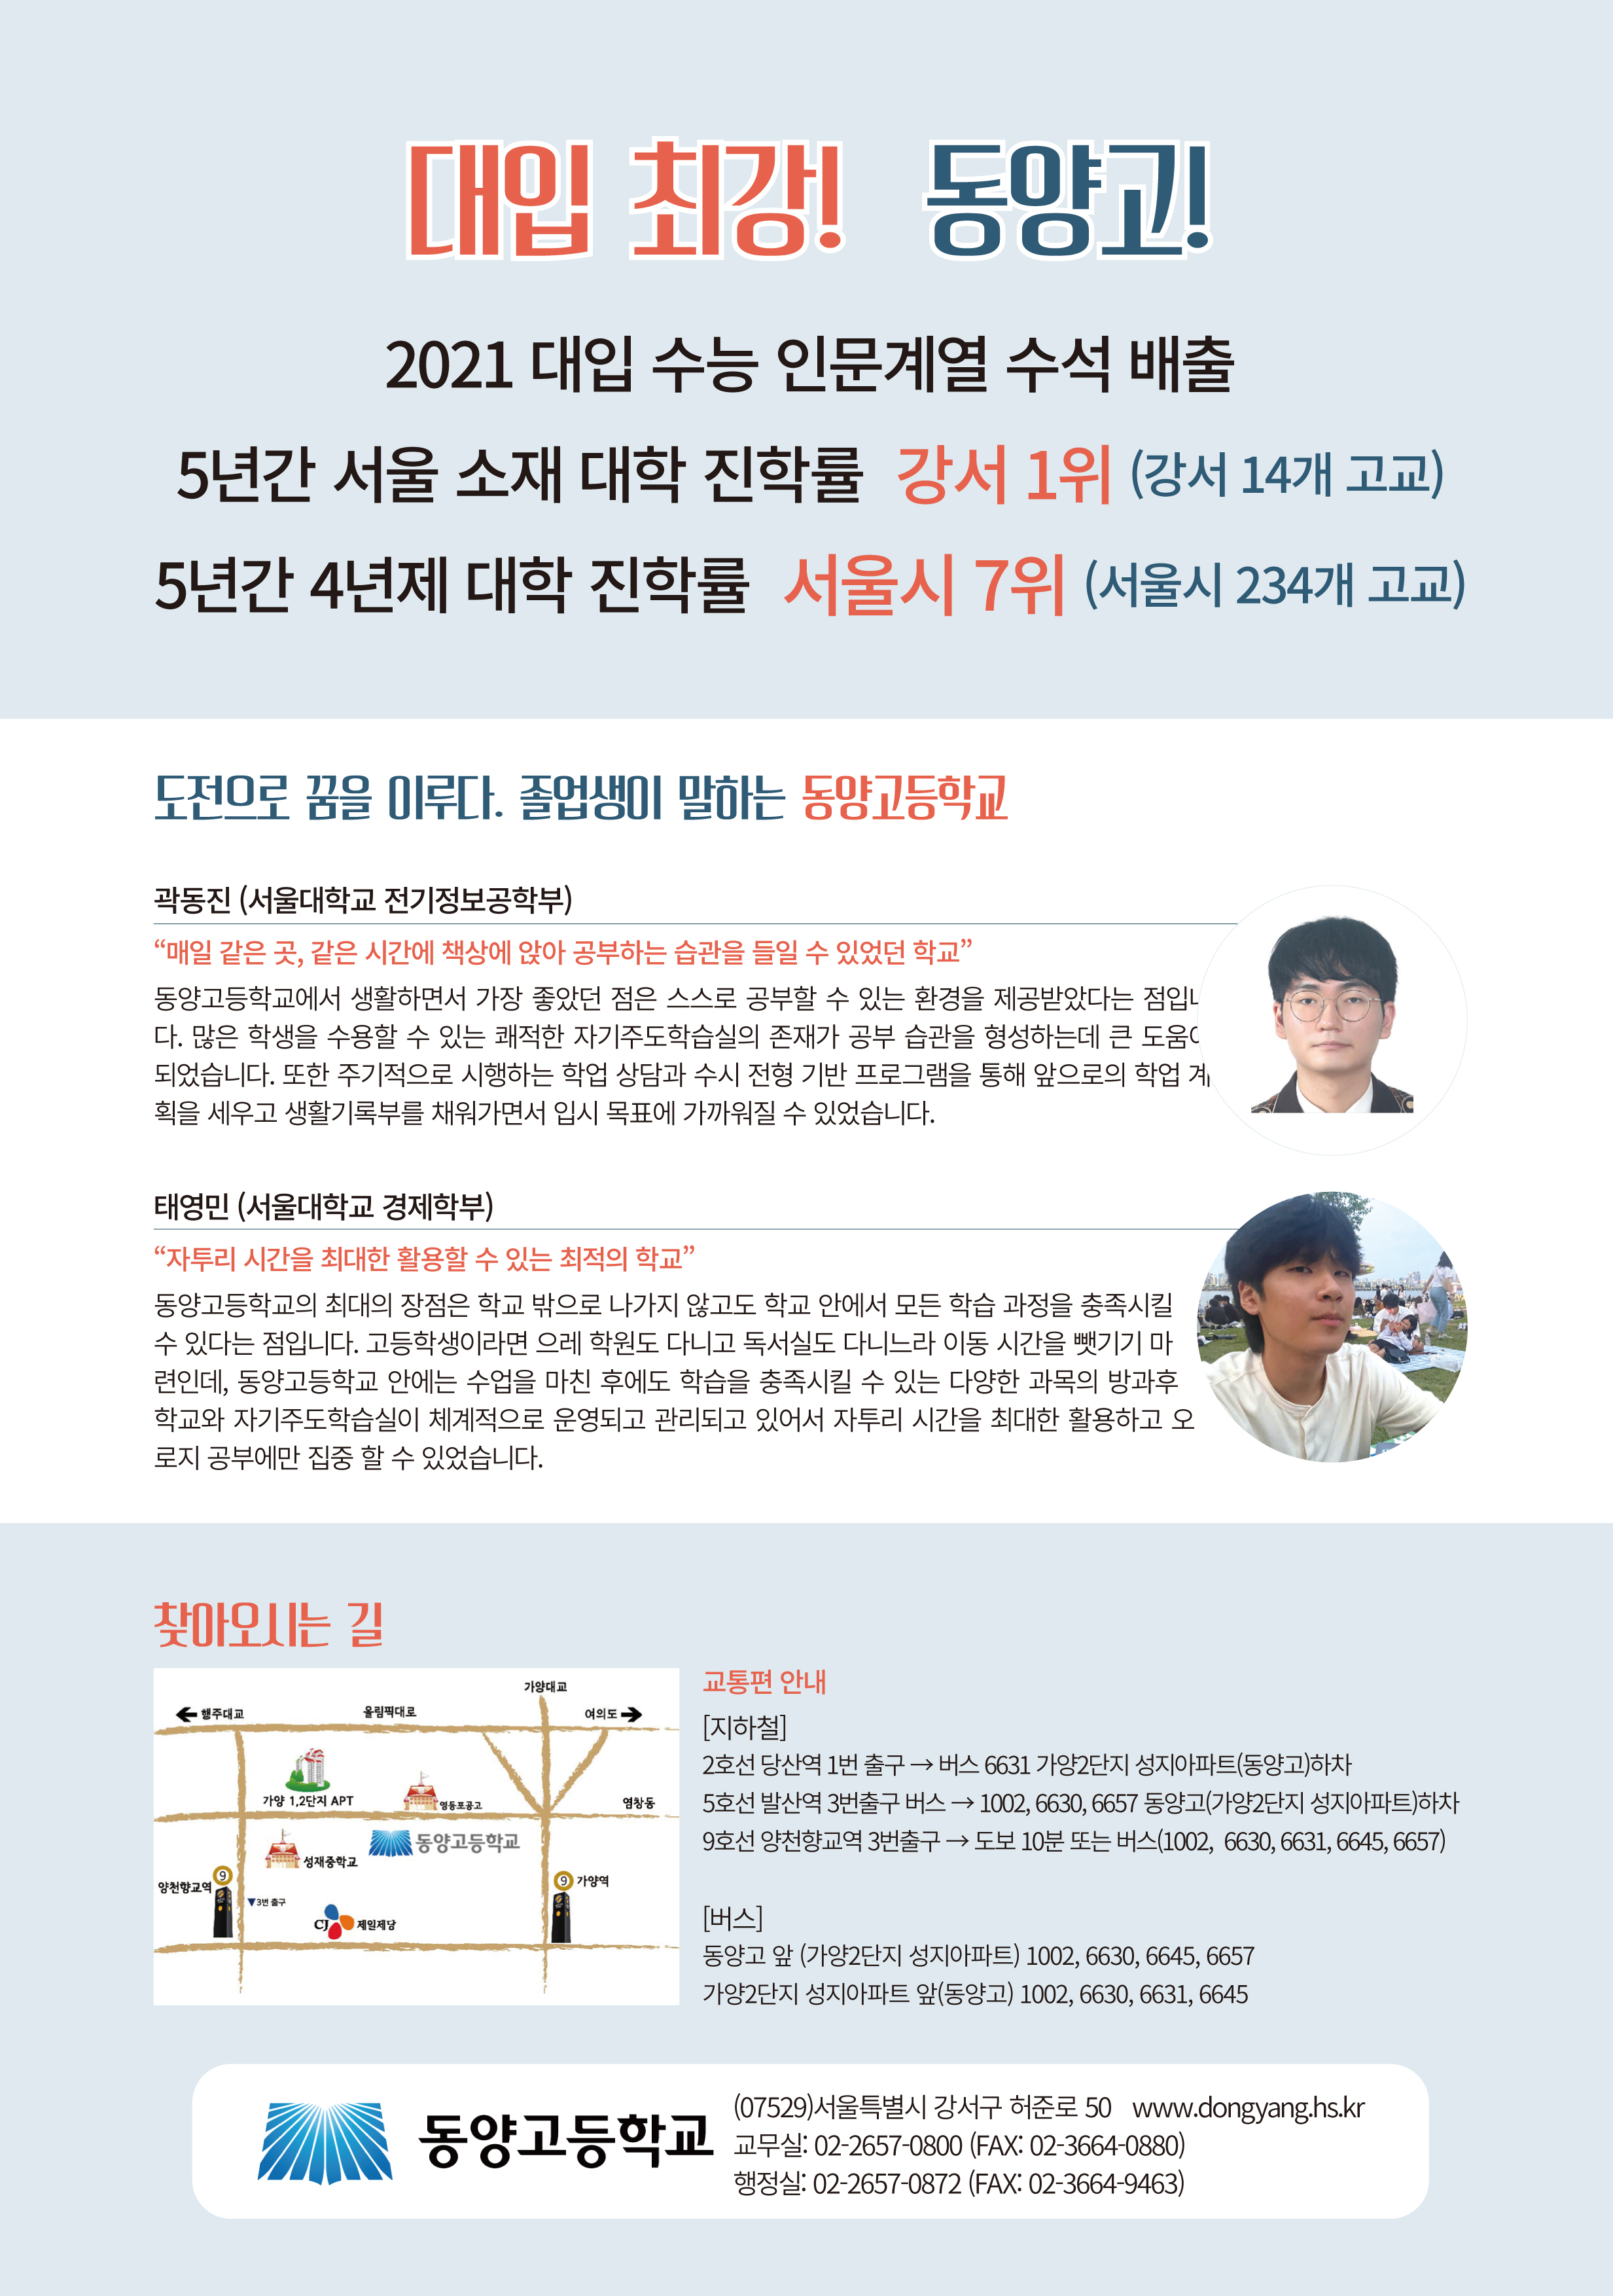 대입 최강! 동양고!
2021 대입 수능 인문계열 수석 배출
5년간 서울 소재 대학 진학률 강서 1위 (강서 14개 고교)
5년간 4년제 대학 진학률 서울시 7위 (서울시 234개 고교)
도전으로 꿈을 이루다. 졸업생이 말하는 동양고등학교
곽동진 (서울대학교 전기정보공학부)
“매일 같은 곳, 같은 시간에 책상에 앉아 공부하는 습관을 들일 수 있었던 학교”
동양고등학교에서 생활하면서 가장 좋았던 점은 스스로 공부할 수 있는 환경을 제공받았다는 점입니
다. 많은 학생을 수용할 수 있는 쾌적한 자기주도학습실의 존재가 공부 습관을 형성하는데 큰 도움이
되었습니다. 또한 주기적으로 시행하는 학업 상담과 수시 전형 기반 프로그램을 통해 앞으로의 학업 계
획을 세우고 생활기록부를 채워가면서 입시 목표에 가까워질 수 있었습니다.
태영민 (서울대학교 경제학부)
“자투리 시간을 최대한 활용할 수 있는 최적의 학교”
동양고등학교의 최대의 장점은 학교 밖으로 나가지 않고도 학교 안에서 모든 학습 과정을 충족시킬
수 있다는 점입니다. 고등학생이라면 으레 학원도 다니고 독서실도 다니느라 이동 시간을 뺏기기 마
련인데, 동양고등학교 안에는 수업을 마친 후에도 학습을 충족시킬 수 있는 다양한 과목의 방과후
학교와 자기주도학습실이 체계적으로 운영되고 관리되고 있어서 자투리 시간을 최대한 활용하고 오
로지 공부에만 집중 할 수 있었습니다.
찾아오시는 길
가양대교
행주대교 올림픽대로 여의도
가양 1,2단지 APT 영등포공고 염창동
성재중학교 동양고등학교
양천향교역 9 9 가양역
▼3번 출구
CJ 제일제당
교통편 안내
[지하철]
2호선 당산역 1번 출구 → 버스 6631 가양2단지 성지아파트(동양고)하차
5호선 발산역 3번출구 버스 → 1002, 6630, 6657 동양고(가양2단지 성지아파트)하차
9호선 양천향교역 3번출구 → 도보 10분 또는 버스(1002, 6630, 6631, 6645, 6657)
[버스]
동양고 앞 (가양2단지 성지아파트) 1002, 6630, 6645, 6657
가양2단지 성지아파트 앞(동양고) 1002, 6630, 6631, 6645
동양고등학교
(07529)서울특별시 강서구 허준로 50 www.dongyang.hs.kr
교무실: 02-2657-0800 (FAX: 02-3664-0880)
행정실: 02-2657-0872 (FAX: 02-3664-9463)